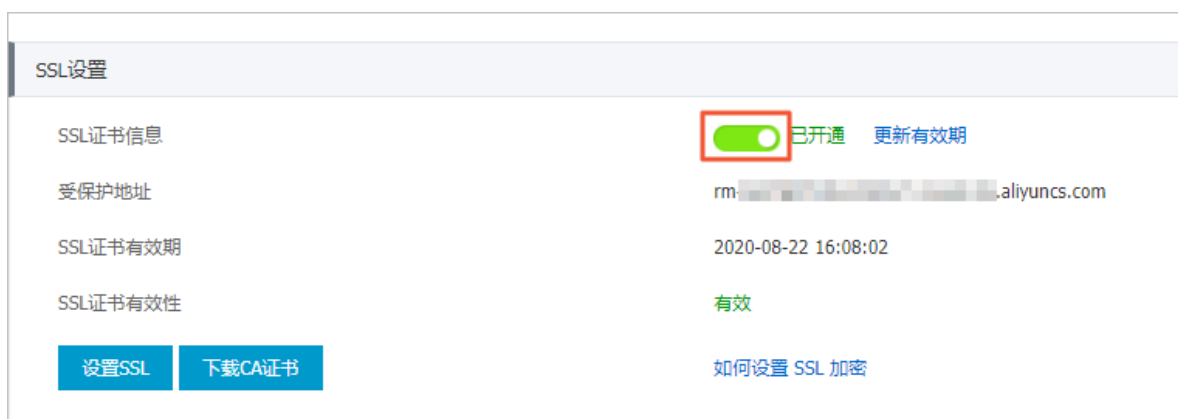 SSL设置
SSL证书信息 已开通 更新有效期
受保护地址 rm- .aliyuncs.com
SSL证书有效期 2020-08-22 16:08:02
SSL证书有效性 有效
设置SSL 下载CA证书 如何设置 SSL 加密